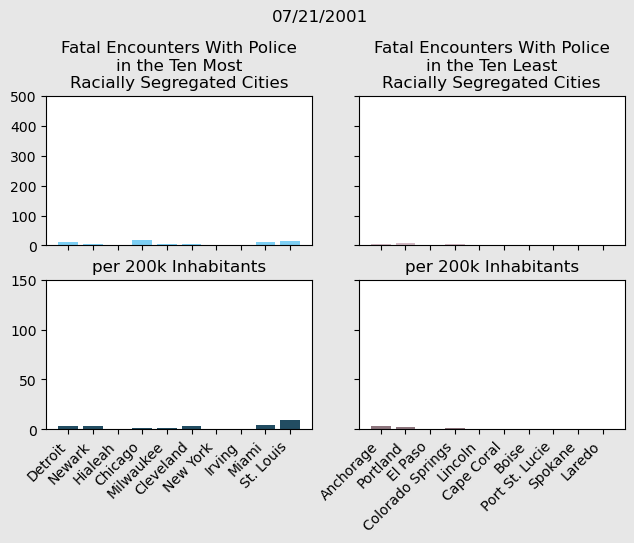 07/21/2001
Fatal Encounters With Police
in the Ten Most
Racially Segregated Cities
Fatal Encounters With Police
in the Ten Least
Racially Segregated Cities
500
400
300
200
100
0
per 200k Inhabitants
per 200k Inhabitants
150
100
50
0
Detroit
Newark
Hialeah
Chicago
Milwaukee
Cleveland
New York
Irving
Miami
St. Louis
Anchorage
Portland
El Paso
Colorado Springs
Lincoln
Cape Coral
Boise
Port St. Lucie
Spokane
Laredo